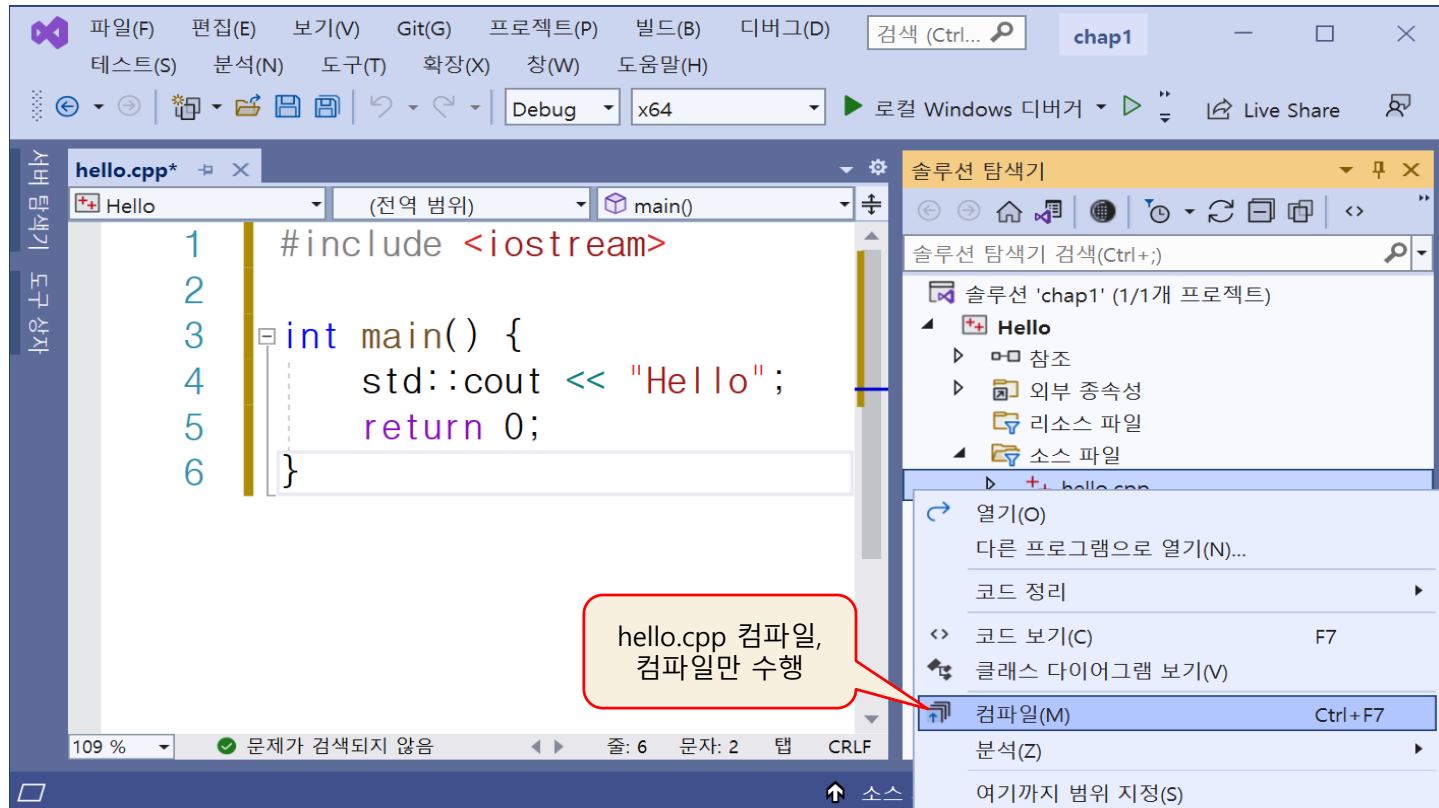 파일(F) 편집(E) 보기(V) Git(G) 프로젝트(P) 빌드(B) 디버그(D) 검색 (Ctrl... chap1
테스트(S) 분석(N) 도구(T) 확장(X) 창(W) 도움말(H)
Debug x64 로컬 Windows 디버거 Live Share
서버 탐색기
도구 상자
hello.cpp*
Hello (전역 범위) main()
1 #include <iostream>
2
3 int main() {
4 std::cout << "Hello";
5 return 0;
6 }
hello.cpp 컴파일,
컴파일만 수행
109 % 문제가 검색되지 않음 줄: 6 문자: 2 탭 CRLF
소스
솔루션 탐색기
솔루션 탐색기 검색(Ctrl+;)
솔루션 'chap1' (1/1개 프로젝트)
Hello
참조
외부 종속성
리소스 파일
소스 파일
hello.cpp
열기(O)
다른 프로그램으로 열기(N)...
코드 정리
코드 보기(C) F7
클래스 다이어그램 보기(V)
컴파일(M) Ctrl+F7
분석(Z)
여기까지 범위 지정(S)